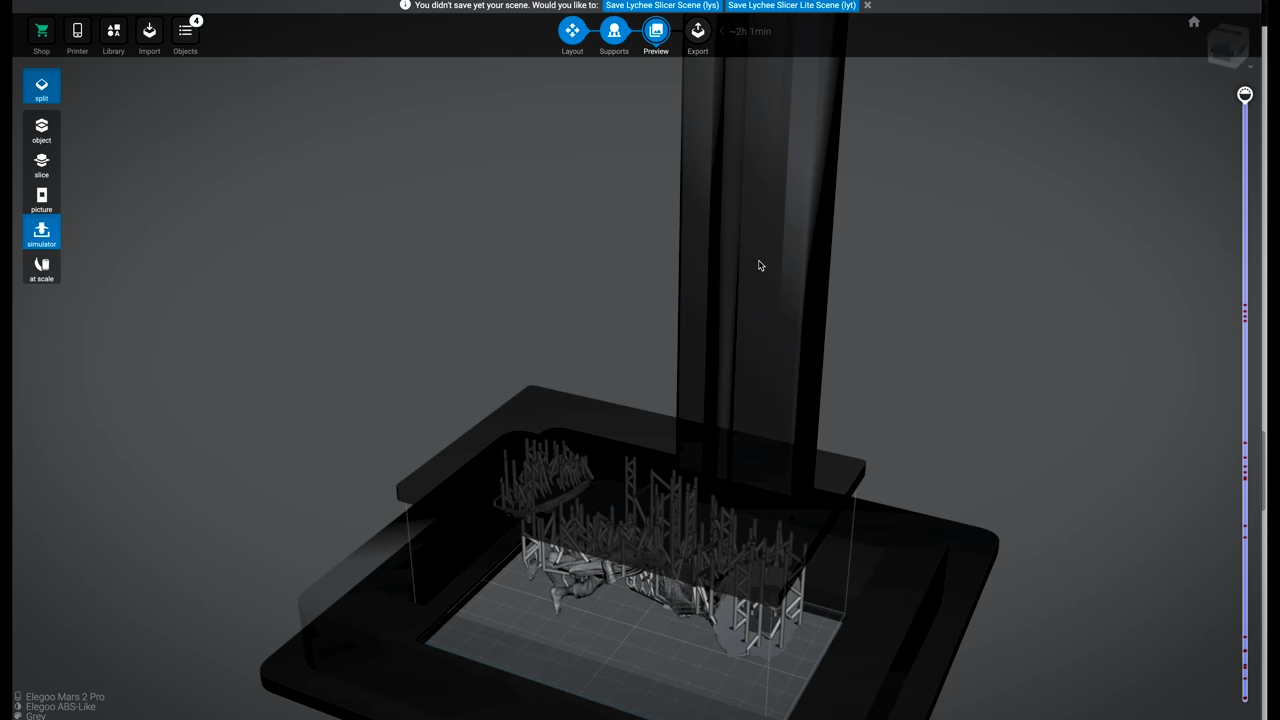 You didn't save yet your scene. Would you like to: Save Lychee Slicer Scene (lys) Save Lychee Slicer Lite Scene (lyt)
4
Shop Printer Library Import Objects Layout Supports Preview Export ~2h 1min
split
object
slice
picture
simulator
at scale
Elegoo Mars 2 Pro
Elegoo ABS-Like
Grey